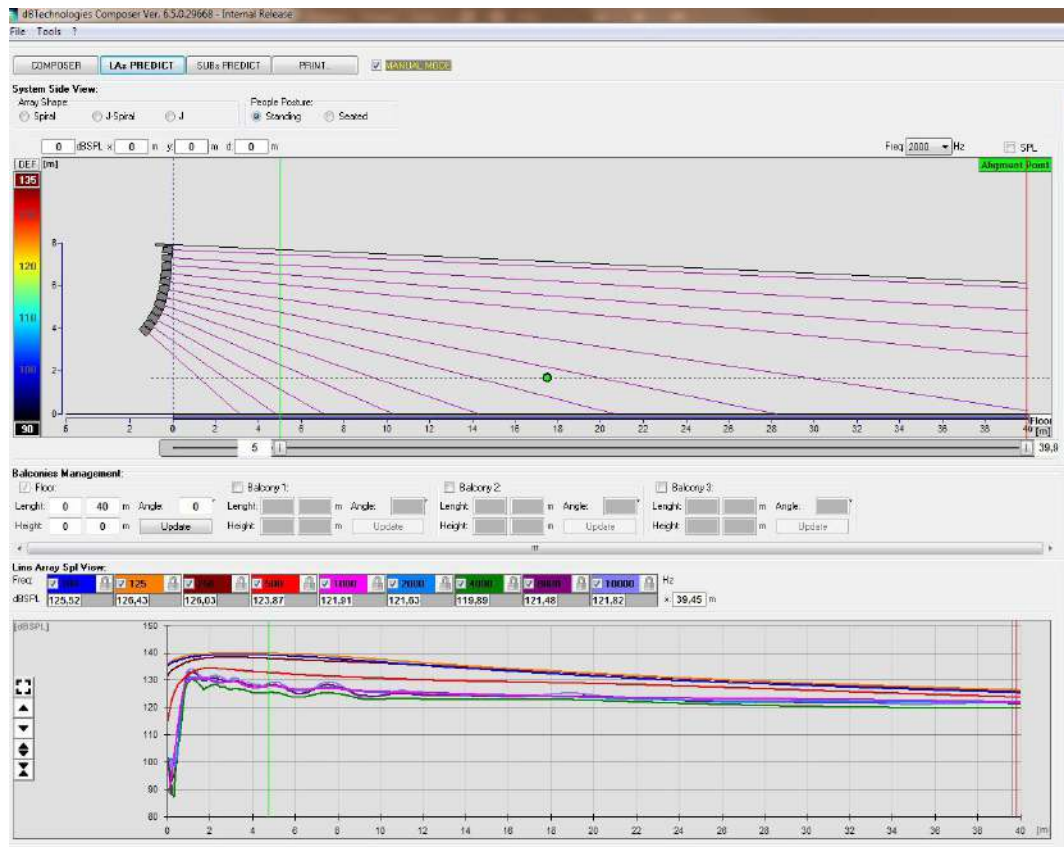 dBTechnologies Composer Ver. 6.5.0.29668 - Internal Release
File Tools ?
COMPOSER LAs PREDICT SUBs PREDICT PRINT... MANUAL MODE
System Side View:
Array Shape: People Posture:
Spiral J-Spiral J Standing Seated
0 dBSPL x: 0 m y: 0 m d: 0 m Freq 2000 Hz SPL
DEF [m] Alignment Point
135
120
110
100
90
8
6
4
2
0
6 2 0 2 4 6 8 10 12 14 16 18 20 22 24 26 28 30 32 34 36 38 40 Floor [m]
5 39,9
Balconies Management:
Floor: Balcony 1: Balcony 2: Balcony 3:
Lenght: 0 40 m Angle: 0 ° Lenght: m Angle: ° Lenght: m Angle: ° Lenght: m Angle: °
Height: 0 0 m Update Height: m Update Height: m Update Height: m Update
Line Array Spl View:
Freq: 125 250 500 1000 2000 4000 8000 10000 Hz
dBSPL 125,52 126,43 126,03 123,87 121,91 121,63 119,89 121,48 121,82 x: 39,45 m
[dBSPL]
150
140
130
120
110
100
90
80
0 2 4 6 8 10 12 14 16 18 20 22 24 26 28 30 32 34 36 38 40 [m]